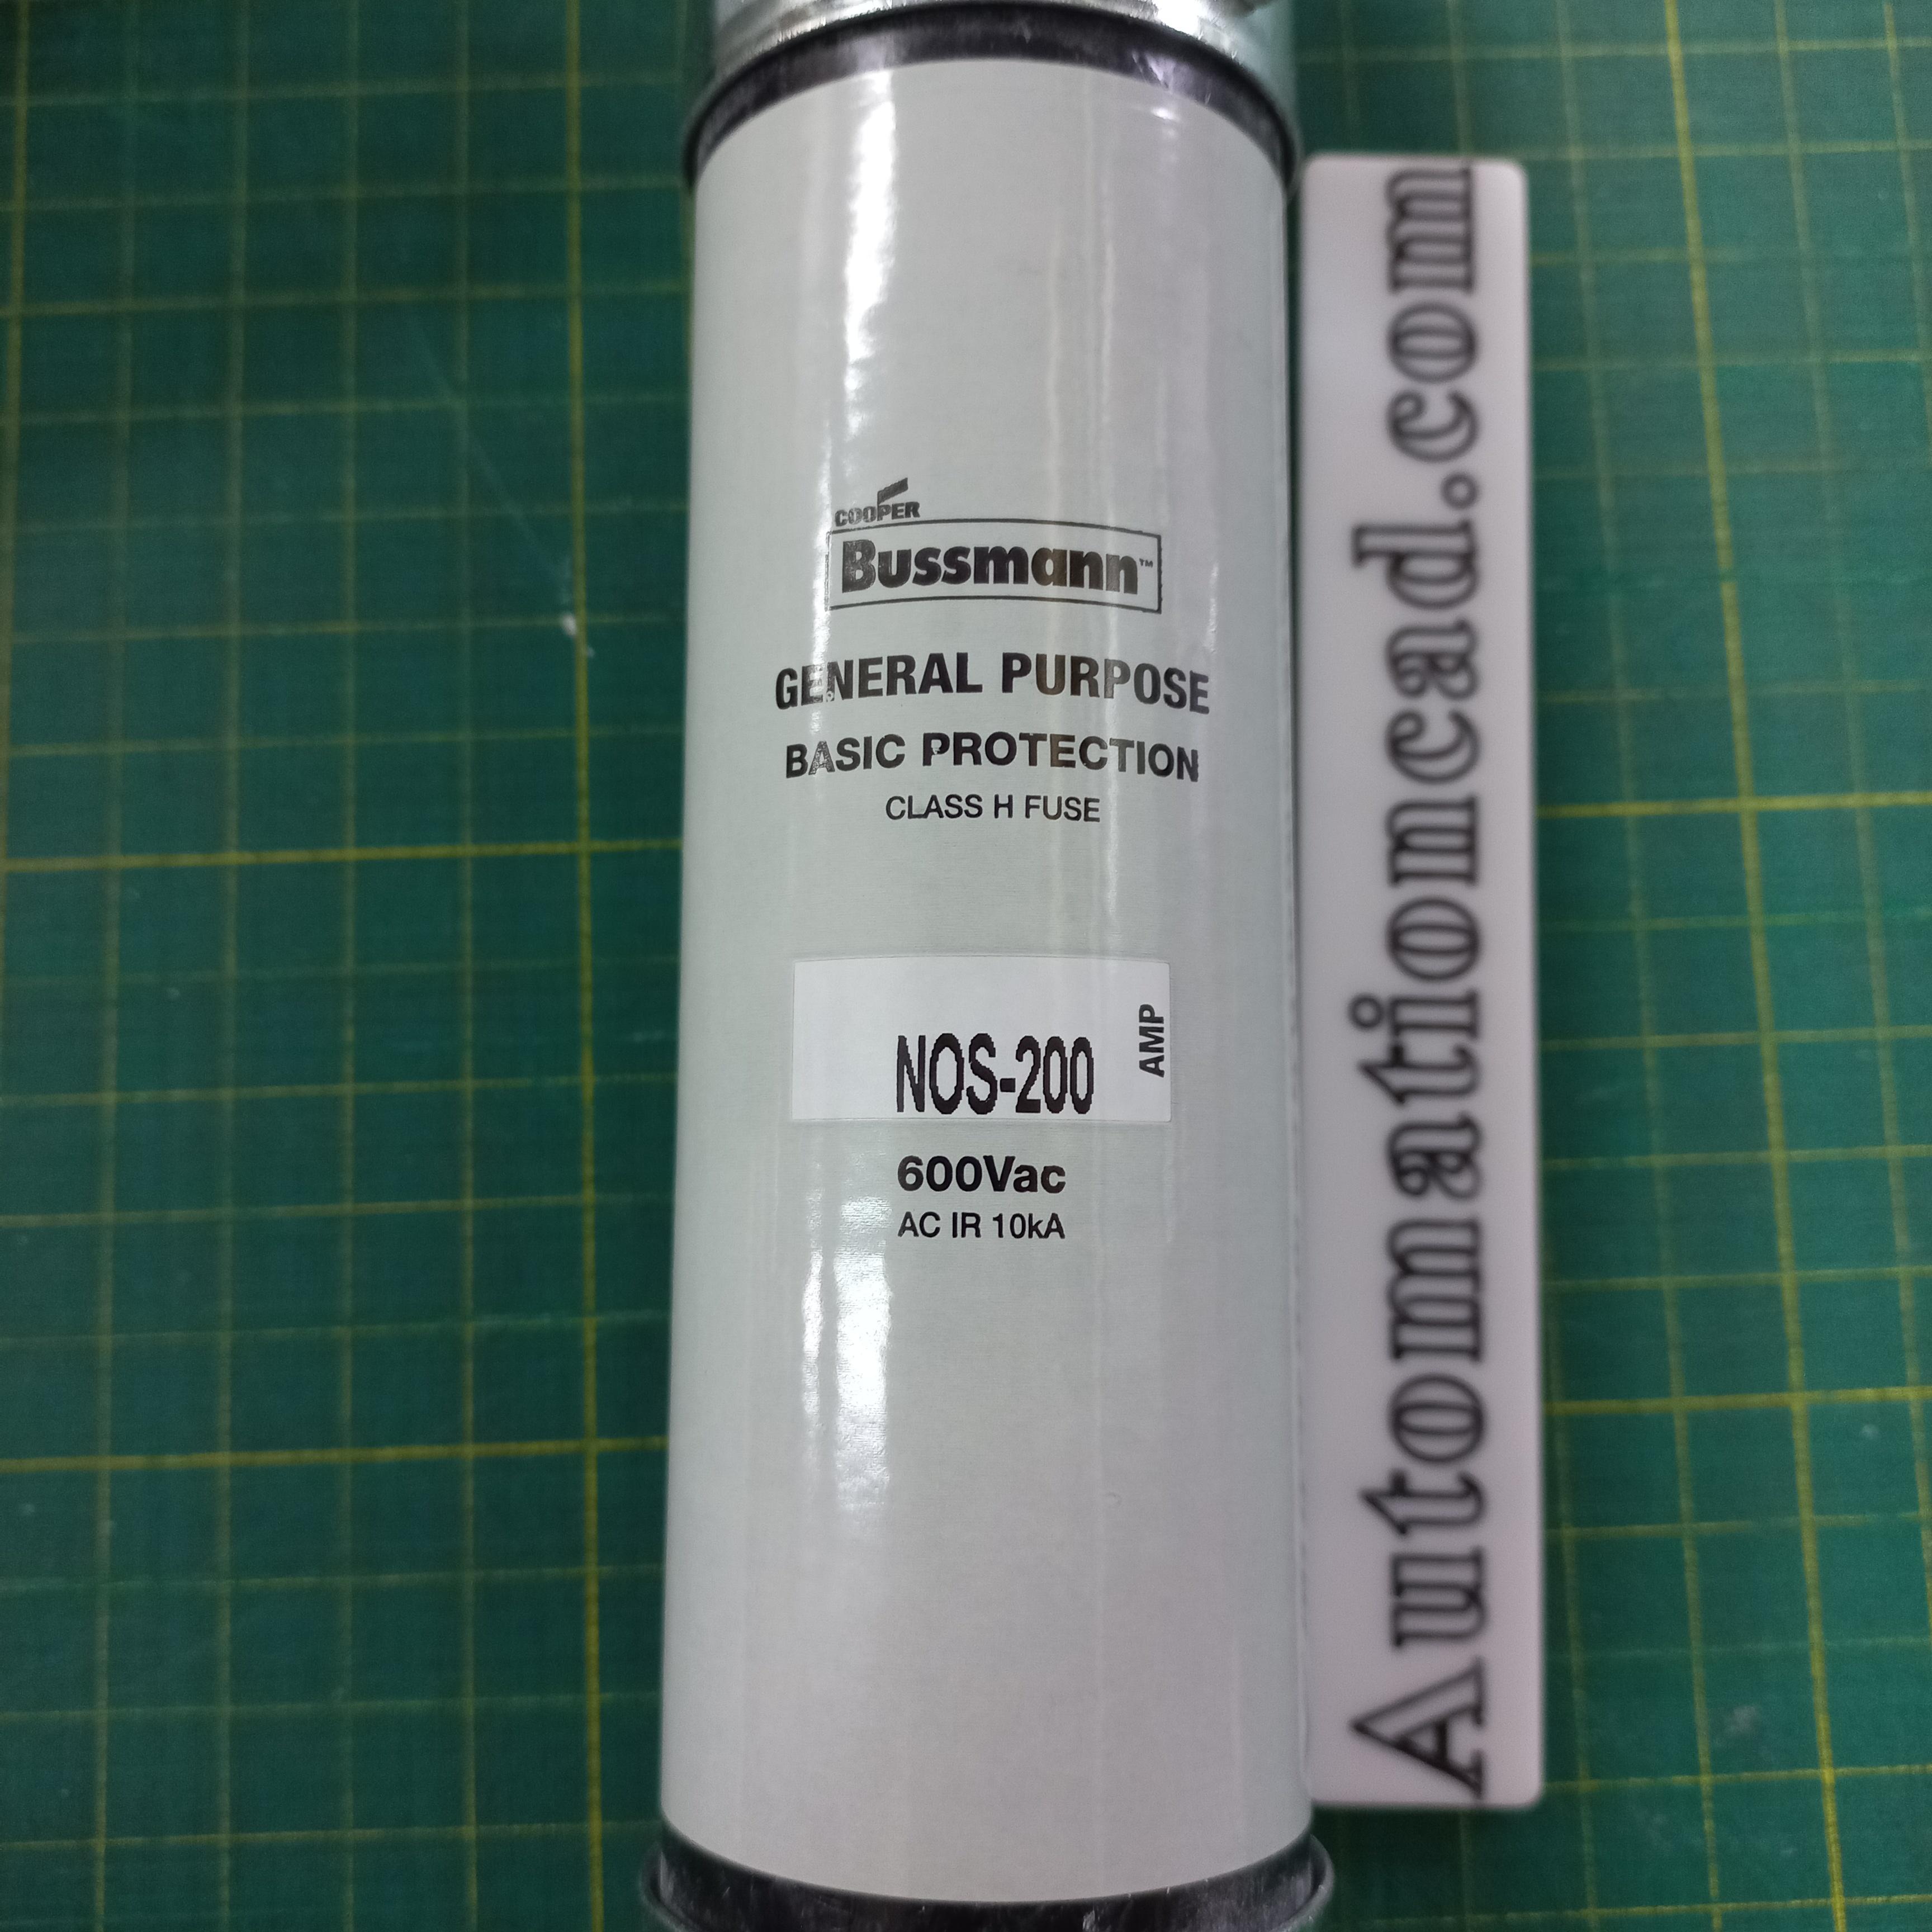 COOPER
Bussmann™
GENERAL PURPOSE
BASIC PROTECTION
CLASS H FUSE
NOS-200
AMP
600Vac
AC IR 10kA
Automationcad.com